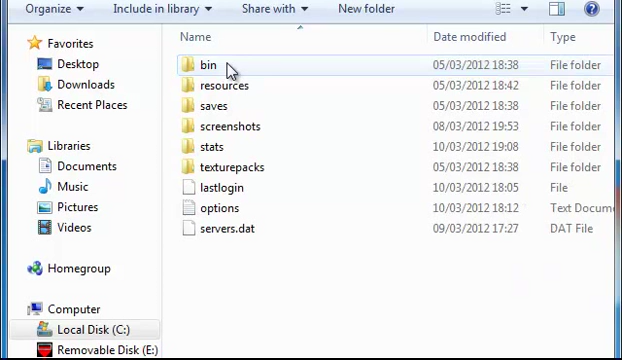 Organize Include in library Share with New folder
Name Date modified Type
Favorites
Desktop
Downloads
Recent Places
Libraries
Documents
Music
Pictures
Videos
Homegroup
Computer
Local Disk (C:)
Removable Disk (E:)
bin 05/03/2012 18:38 File folder
resources 05/03/2012 18:42 File folder
saves 05/03/2012 18:38 File folder
screenshots 08/03/2012 19:53 File folder
stats 10/03/2012 19:08 File folder
texturepacks 05/03/2012 18:38 File folder
lastlogin 10/03/2012 18:05 File
options 10/03/2012 18:12 Text Docume
servers.dat 09/03/2012 17:27 DAT File